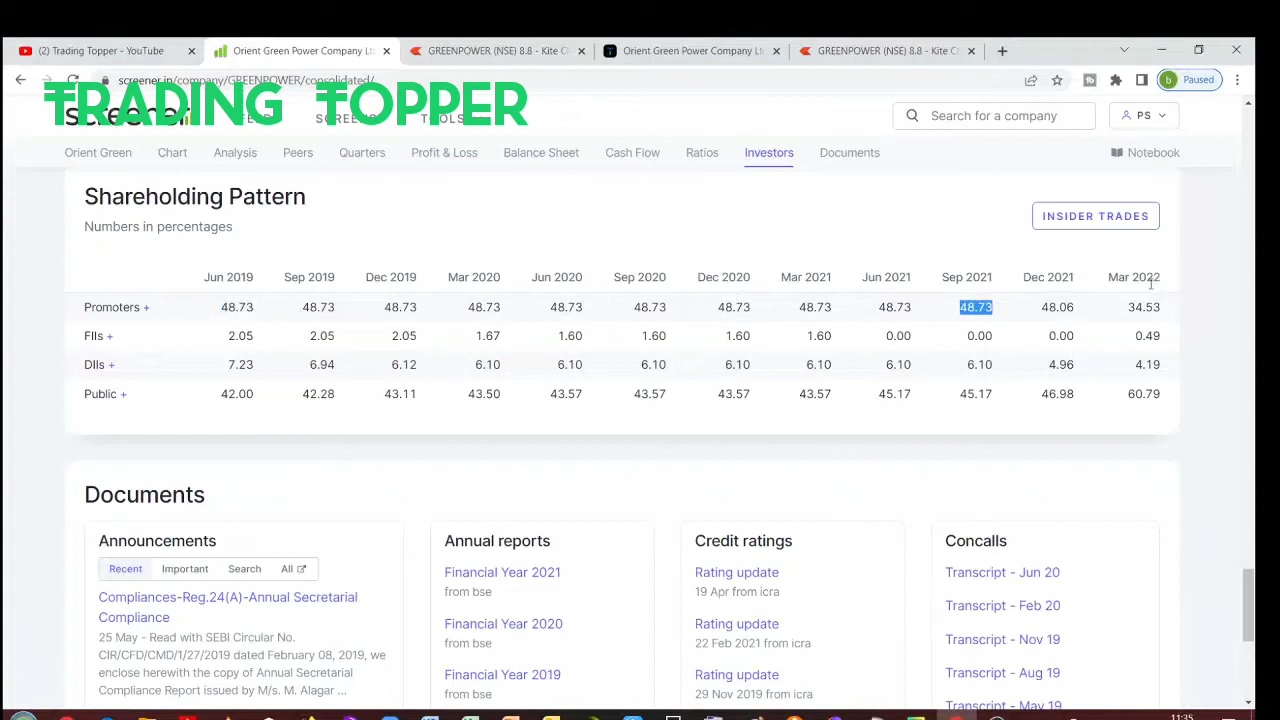 (2) Trading Topper - YouTube Orient Green Power Company Lt GREENPOWER (NSE) 8.8 - Kite C Orient Green Power Company Lt GREENPOWER (NSE) 8.8 - Kite C
screener.in/company/GREENPOWER/consolidated/ b Paused
TRADING TOPPER
Search for a company PS
Orient Green Chart Analysis Peers Quarters Profit & Loss Balance Sheet Cash Flow Ratios Investors Documents Notebook
Shareholding Pattern
Numbers in percentages
INSIDER TRADES
Jun 2019 Sep 2019 Dec 2019 Mar 2020 Jun 2020 Sep 2020 Dec 2020 Mar 2021 Jun 2021 Sep 2021 Dec 2021 Mar 2022
Promoters + 48.73 48.73 48.73 48.73 48.73 48.73 48.73 48.73 48.73 48.73 48.06 34.53
FIIs + 2.05 2.05 2.05 1.67 1.60 1.60 1.60 1.60 0.00 0.00 0.00 0.49
DIIs + 7.23 6.94 6.12 6.10 6.10 6.10 6.10 6.10 6.10 6.10 4.96 4.19
Public + 42.00 42.28 43.11 43.50 43.57 43.57 43.57 43.57 45.17 45.17 46.98 60.79
Documents
Announcements
Recent Important Search All
Compliances-Reg.24(A)-Annual Secretarial
Compliance
25 May - Read with SEBI Circular No.
CIR/CFD/CMD/1/27/2019 dated February 08, 2019, we
enclose herewith the copy of Annual Secretarial
Compliance Report issued by M/s. M. Alagar ...
Annual reports
Financial Year 2021
from bse
Financial Year 2020
from bse
Financial Year 2019
from bse
Credit ratings
Rating update
19 Apr from icra
Rating update
22 Feb 2021 from icra
Rating update
29 Nov 2019 from icra
Concalls
Transcript - Jun 20
Transcript - Feb 20
Transcript - Nov 19
Transcript - Aug 19
Transcript - May 19
11:35